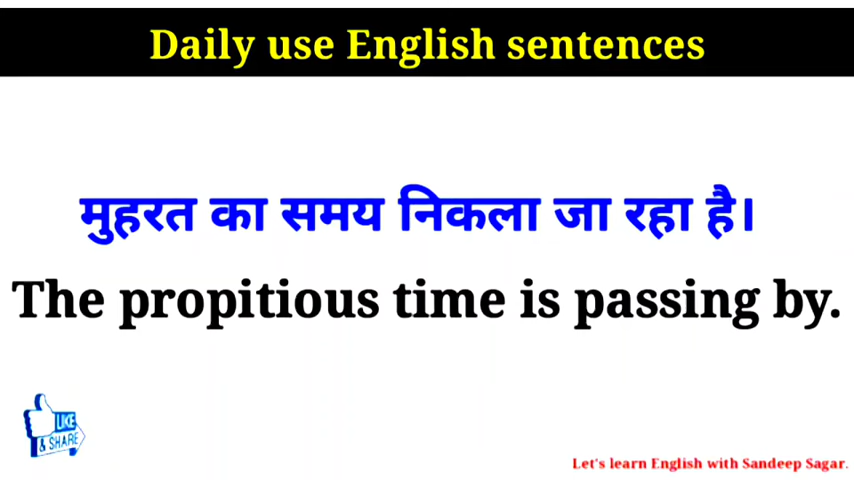 Daily use English sentences
मुहरत का समय निकला जा रहा है।
The propitious time is passing by.
LIKE
& SHARE
Let's learn English with Sandeep Sagar.